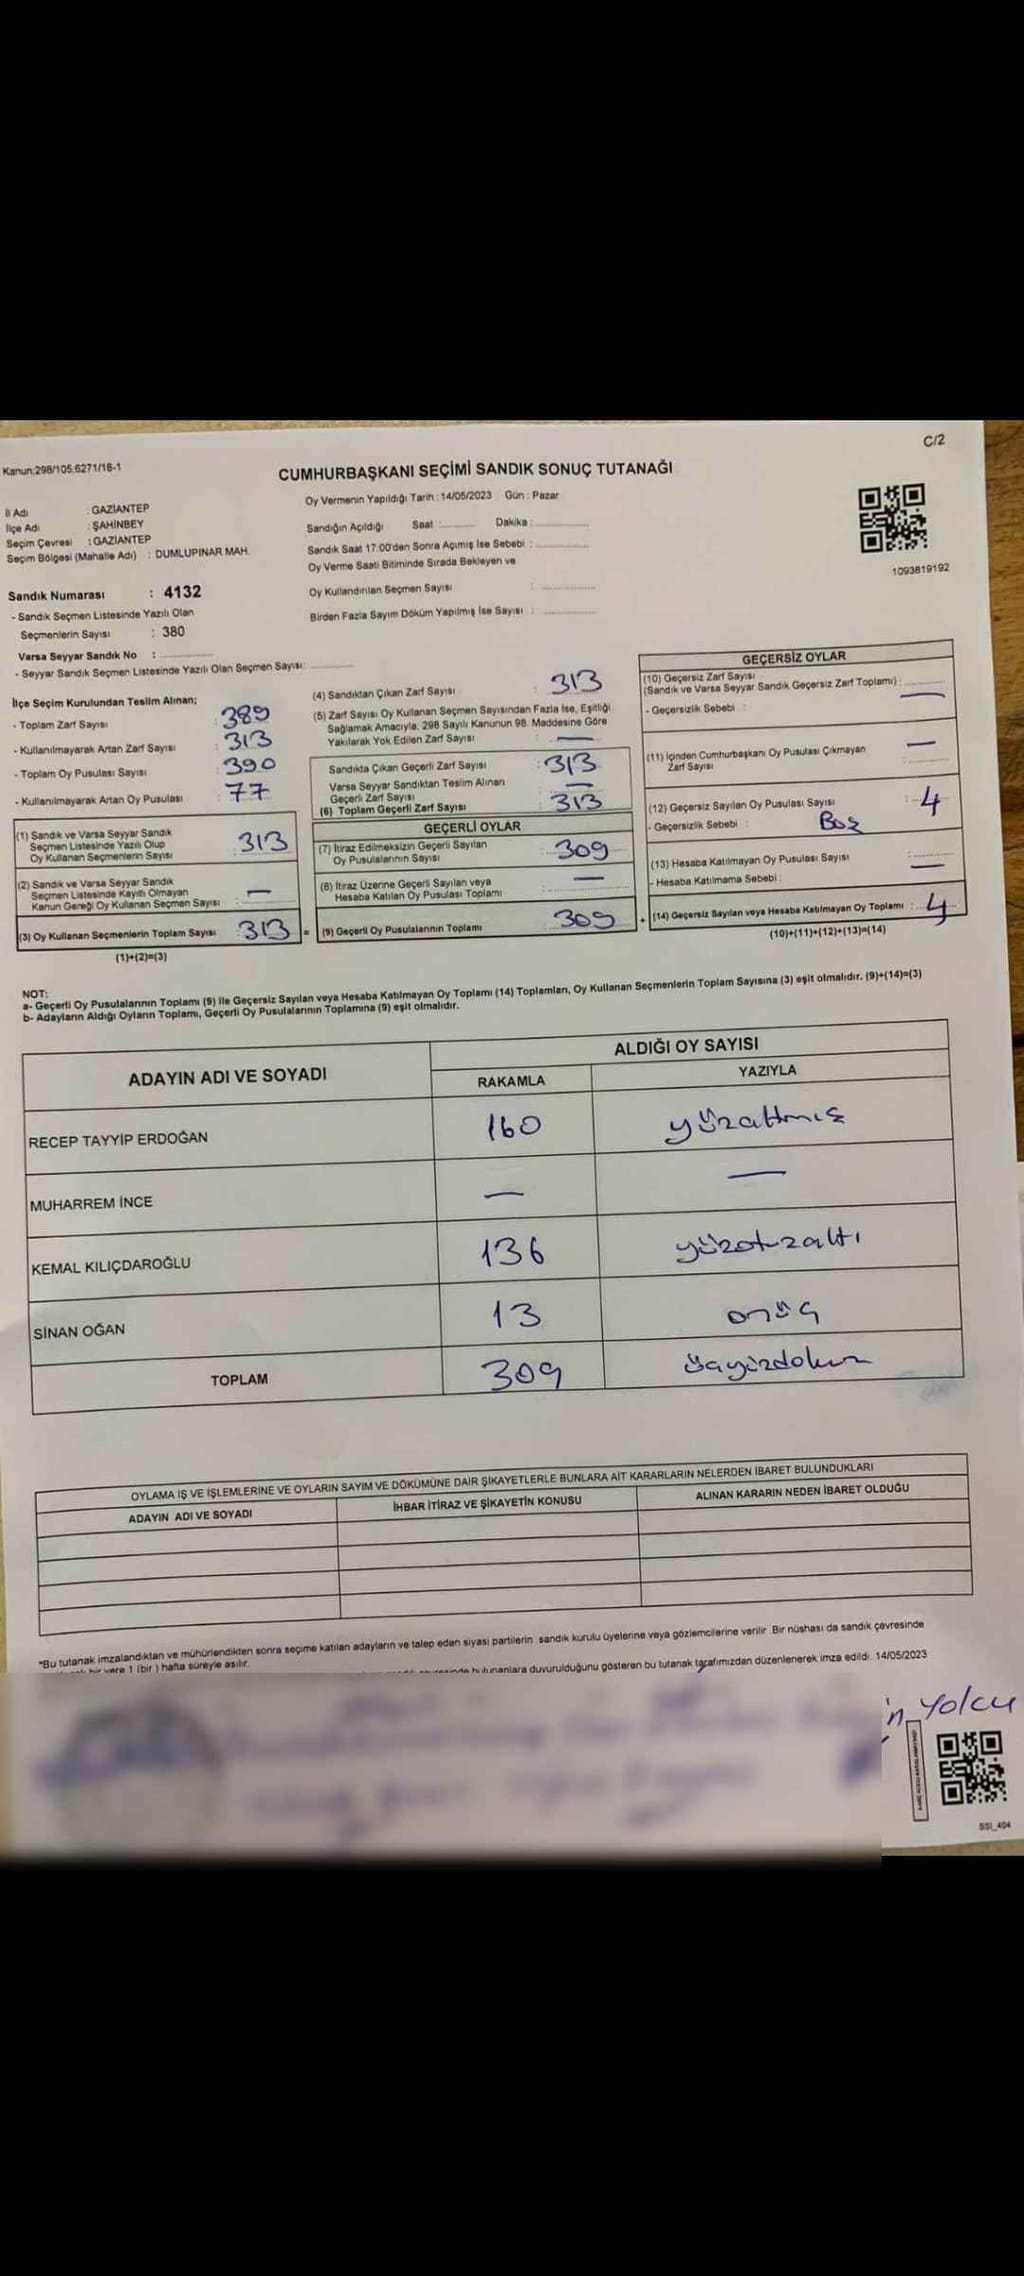 C/2
Kanun;298/105;6271/16-1
CUMHURBAŞKANI SEÇİMİ SANDIK SONUÇ TUTANAĞI
İl Adı : GAZİANTEP
İlçe Adı : ŞAHİNBEY
Seçim Çevresi : GAZİANTEP
Seçim Bölgesi (Mahalle Adı) : DUMLUPINAR MAH.
Sandık Numarası : 4132
- Sandık Seçmen Listesinde Yazılı Olan
Seçmenlerin Sayısı : 380
Varsa Seyyar Sandık No :
- Seyyar Sandık Seçmen Listesinde Yazılı Olan Seçmen Sayısı:
Oy Vermenin Yapıldığı Tarih : 14/05/2023 Gün : Pazar
Sandığın Açıldığı Saat : Dakika :
Sandık Saat 17:00'den Sonra Açımış İse Sebebi :
Oy Verme Saati Bitiminde Sırada Bekleyen ve
Oy Kullandırılan Seçmen Sayısı :
Birden Fazla Sayım Döküm Yapılmış İse Sayısı :
1093819192
İlçe Seçim Kurulundan Teslim Alınan;
- Toplam Zarf Sayısı : 389
- Kullanılmayarak Artan Zarf Sayısı : 313
- Toplam Oy Pusulası Sayısı : 390
- Kullanılmayarak Artan Oy Pusulası : 77
(1) Sandık ve Varsa Seyyar Sandık
Seçmen Listesinde Yazılı Olup
Oy Kullanan Seçmenlerin Sayısı : 313
(2) Sandık ve Varsa Seyyar Sandık
Seçmen Listesinde Kayıtlı Olmayan
Kanun Gereği Oy Kullanan Seçmen Sayısı : —
(3) Oy Kullanan Seçmenlerin Toplam Sayısı : 313 =
(1)+(2)=(3)
(4) Sandıktan Çıkan Zarf Sayısı : 313
(5) Zarf Sayısı Oy Kullanan Seçmen Sayısından Fazla İse, Eşitliği
Sağlamak Amacıyla, 298 Sayılı Kanunun 98. Maddesine Göre
Yakılarak Yok Edilen Zarf Sayısı : —
Sandıkta Çıkan Geçerli Zarf Sayısı : 313
Varsa Seyyar Sandıktan Teslim Alınan
Geçerli Zarf Sayısı : —
(6) Toplam Geçerli Zarf Sayısı : 313
GEÇERLİ OYLAR
(7) İtiraz Edilmeksizin Geçerli Sayılan
Oy Pusulalarının Sayısı : 309
(8) İtiraz Üzerine Geçerli Sayılan veya
Hesaba Katılan Oy Pusulası Toplamı : —
(9) Geçerli Oy Pusulalarının Toplamı : 309 +
GEÇERSİZ OYLAR
(10) Geçersiz Zarf Sayısı
(Sandık ve Varsa Seyyar Sandık Geçersiz Zarf Toplamı) : —
- Geçersizlik Sebebi :
(11) İçinden Cumhurbaşkanı Oy Pusulası Çıkmayan
Zarf Sayısı : —
(12) Geçersiz Sayılan Oy Pusulası Sayısı : 4
- Geçersizlik Sebebi : Boş
(13) Hesaba Katılmayan Oy Pusulası Sayısı : —
- Hesaba Katılmama Sebebi :
(14) Geçersiz Sayılan veya Hesaba Katılmayan Oy Toplamı : 4
(10)+(11)+(12)+(13)=(14)
NOT:
a- Geçerli Oy Pusulalarının Toplamı (9) ile Geçersiz Sayılan veya Hesaba Katılmayan Oy Toplamı (14) Toplamları, Oy Kullanan Seçmenlerin Toplam Sayısına (3) eşit olmalıdır. (9)+(14)=(3)
b- Adayların Aldığı Oyların Toplamı, Geçerli Oy Pusulalarının Toplamına (9) eşit olmalıdır.
ADAYIN ADI VE SOYADI ALDIĞI OY SAYISI
RAKAMLA YAZIYLA
RECEP TAYYİP ERDOĞAN 160 yüzaltmış
MUHARREM İNCE — —
KEMAL KILIÇDAROĞLU 136 yüzotuzaltı
SİNAN OĞAN 13 onüç
TOPLAM 309 üçyüzdokuz
OYLAMA İŞ VE İŞLEMLERİNE VE OYLARIN SAYIM VE DÖKÜMÜNE DAİR ŞİKAYETLERLE BUNLARA AİT KARARLARIN NELERDEN İBARET BULUNDUKLARI
ADAYIN ADI VE SOYADI İHBAR İTİRAZ VE ŞİKAYETİN KONUSU ALINAN KARARIN NEDEN İBARET OLDUĞU
*Bu tutanak imzalandıktan ve mühürlendikten sonra seçime katılan adayların ve talep eden siyasi partilerin sandık kurulu üyelerine veya gözlemcilerine verilir. Bir nüshası da sandık çevresinde
bir yere 1 (bir) hafta süreyle asılır.
bulunanlara duyurulduğunu gösteren bu tutanak tarafımızdan düzenlenerek imza edildi. 14/05/2023
Yolcu
SSI_404